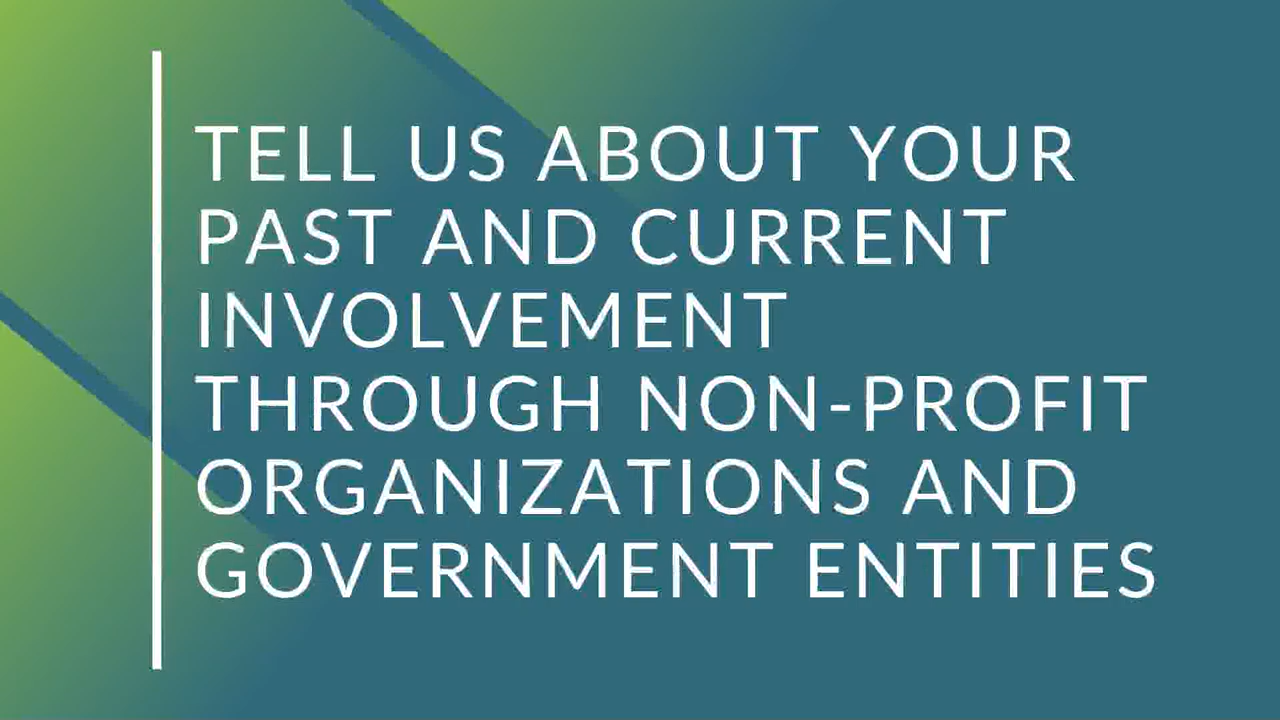 TELL US ABOUT YOUR
PAST AND CURRENT
INVOLVEMENT
THROUGH NON-PROFIT
ORGANIZATIONS AND
GOVERNMENT ENTITIES